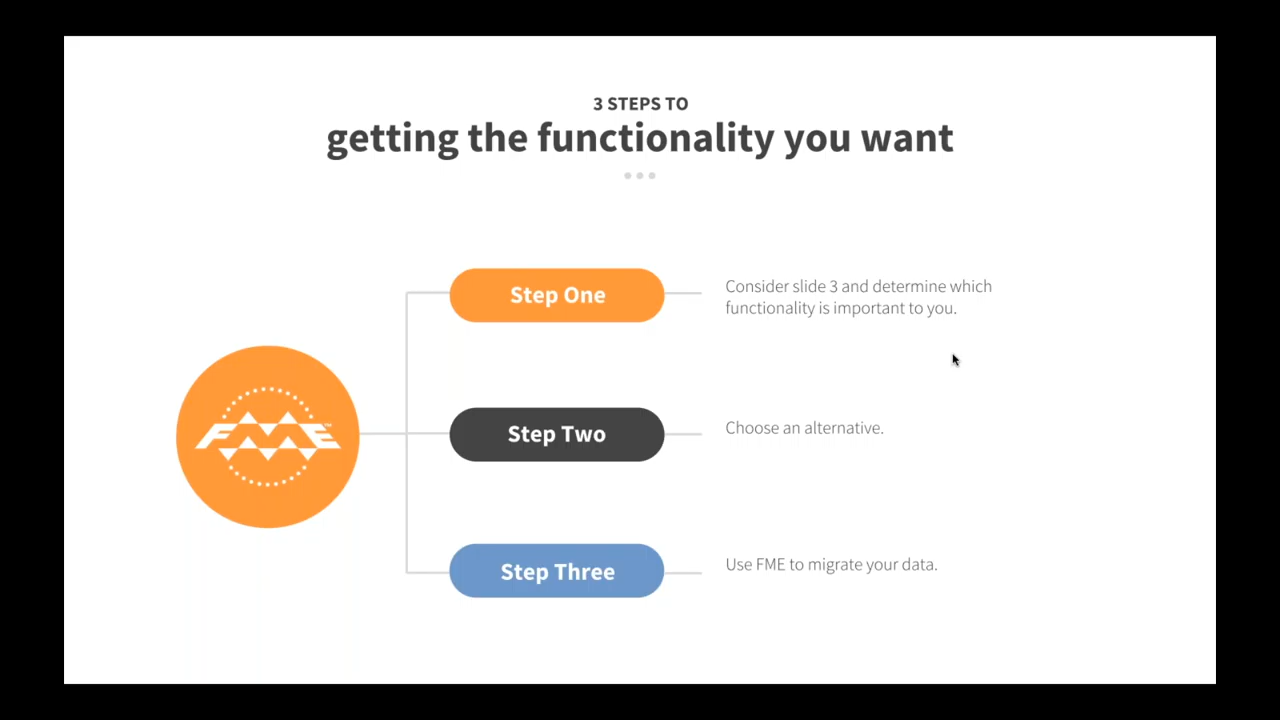 3 STEPS TO
getting the functionality you want
Step One
Consider slide 3 and determine which
functionality is important to you.
FME
Step Two
Choose an alternative.
Step Three
Use FME to migrate your data.